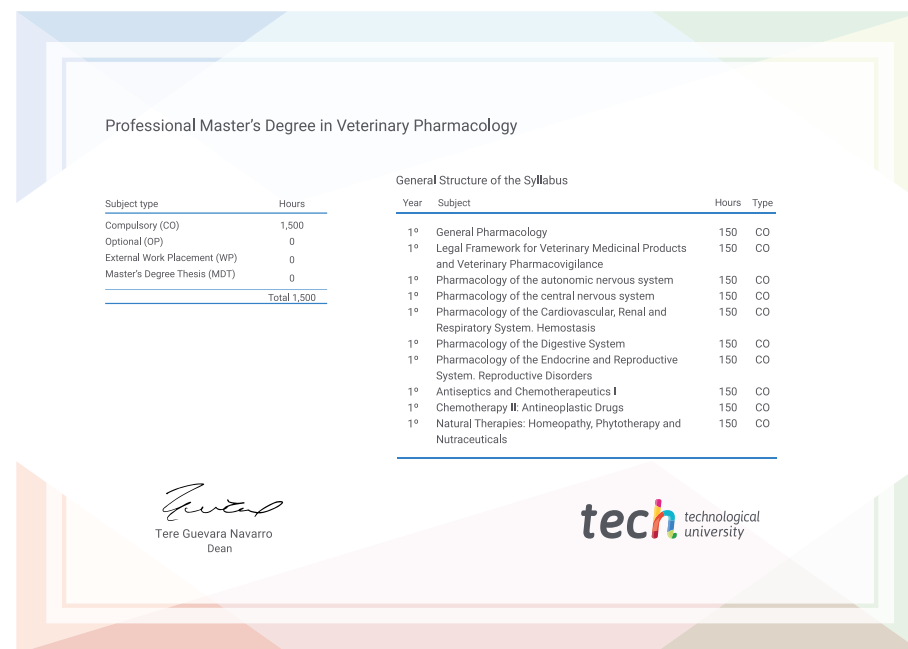 Professional Master's Degree in Veterinary Pharmacology
Subject type Hours
Compulsory (CO) 1,500
Optional (OP) 0
External Work Placement (WP) 0
Master's Degree Thesis (MDT) 0
Total 1,500
General Structure of the Syllabus
Year Subject Hours Type
1º General Pharmacology 150 CO
1º Legal Framework for Veterinary Medicinal Products 150 CO
and Veterinary Pharmacovigilance
1º Pharmacology of the autonomic nervous system 150 CO
1º Pharmacology of the central nervous system 150 CO
1º Pharmacology of the Cardiovascular, Renal and 150 CO
Respiratory System. Hemostasis
1º Pharmacology of the Digestive System 150 CO
1º Pharmacology of the Endocrine and Reproductive 150 CO
System. Reproductive Disorders
1º Antiseptics and Chemotherapeutics I 150 CO
1º Chemotherapy II: Antineoplastic Drugs 150 CO
1º Natural Therapies: Homeopathy, Phytotherapy and 150 CO
Nutraceuticals
Tere Guevara Navarro
Dean
tech technological
university